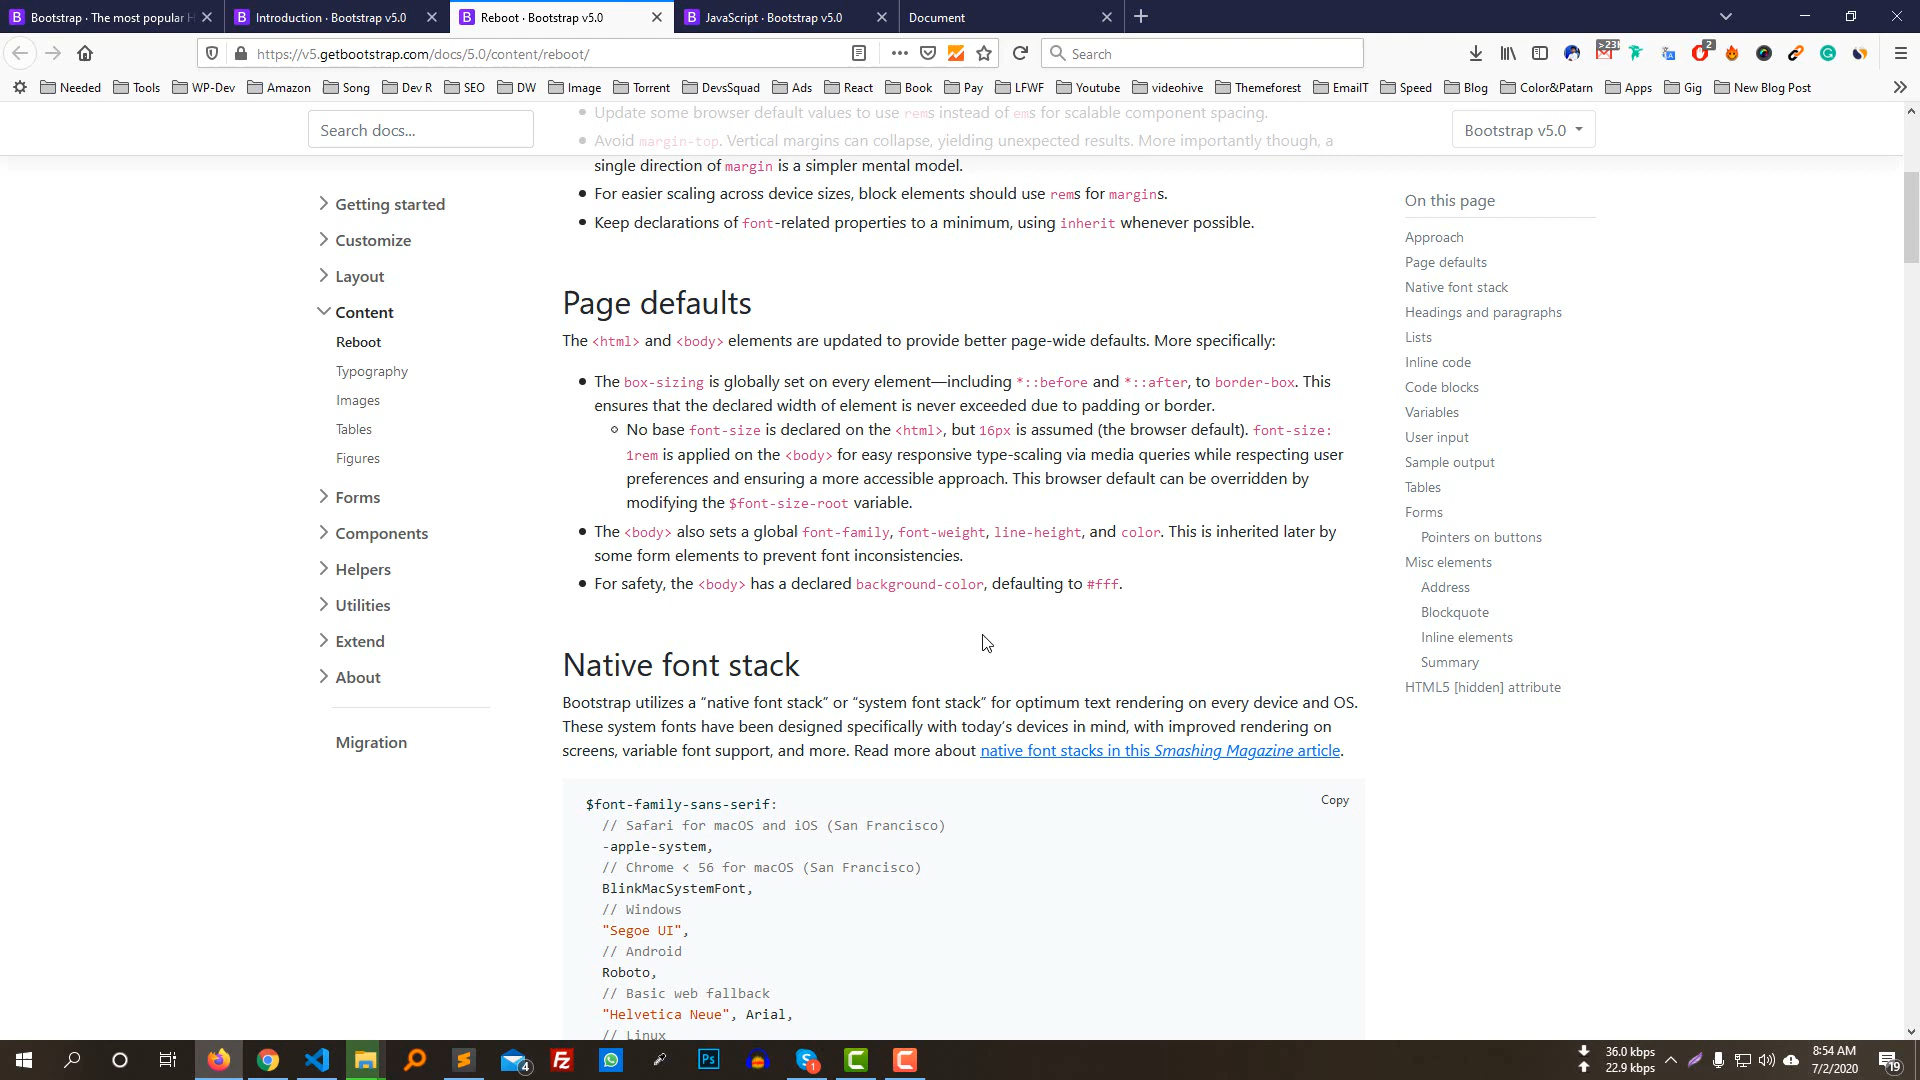 Bootstrap · The most popular H
Introduction · Bootstrap v5.0
Reboot · Bootstrap v5.0
JavaScript · Bootstrap v5.0
Document
https://v5.getbootstrap.com/docs/5.0/content/reboot/
Search
>23K
2
Needed
Tools
WP-Dev
Amazon
Song
Dev R
SEO
DW
Image
Torrent
DevsSquad
Ads
React
Book
Pay
LFWF
Youtube
videohive
Themeforest
EmailT
Speed
Blog
Color&Patarn
Apps
Gig
New Blog Post
Search docs...
Bootstrap v5.0
Getting started
Customize
Layout
Content
Reboot
Typography
Images
Tables
Figures
Forms
Components
Helpers
Utilities
Extend
About
Migration
Update some browser default values to use rems instead of ems for scalable component spacing.
Avoid margin-top. Vertical margins can collapse, yielding unexpected results. More importantly though, a
single direction of margin is a simpler mental model.
For easier scaling across device sizes, block elements should use rems for margins.
Keep declarations of font-related properties to a minimum, using inherit whenever possible.
Page defaults
The <html> and <body> elements are updated to provide better page-wide defaults. More specifically:
The box-sizing is globally set on every element—including *::before and *::after, to border-box. This
ensures that the declared width of element is never exceeded due to padding or border.
No base font-size is declared on the <html>, but 16px is assumed (the browser default). font-size:
1rem is applied on the <body> for easy responsive type-scaling via media queries while respecting user
preferences and ensuring a more accessible approach. This browser default can be overridden by
modifying the $font-size-root variable.
The <body> also sets a global font-family, font-weight, line-height, and color. This is inherited later by
some form elements to prevent font inconsistencies.
For safety, the <body> has a declared background-color, defaulting to #fff.
Native font stack
Bootstrap utilizes a “native font stack” or “system font stack” for optimum text rendering on every device and OS.
These system fonts have been designed specifically with today’s devices in mind, with improved rendering on
screens, variable font support, and more. Read more about native font stacks in this Smashing Magazine article.
Copy
$font-family-sans-serif:
// Safari for macOS and iOS (San Francisco)
-apple-system,
// Chrome < 56 for macOS (San Francisco)
BlinkMacSystemFont,
// Windows
"Segoe UI",
// Android
Roboto,
// Basic web fallback
"Helvetica Neue", Arial,
// Linux
On this page
Approach
Page defaults
Native font stack
Headings and paragraphs
Lists
Inline code
Code blocks
Variables
User input
Sample output
Tables
Forms
Pointers on buttons
Misc elements
Address
Blockquote
Inline elements
Summary
HTML5 [hidden] attribute
4
Fz
Ps
1
36.0 kbps
22.9 kbps
8:54 AM
7/2/2020
19